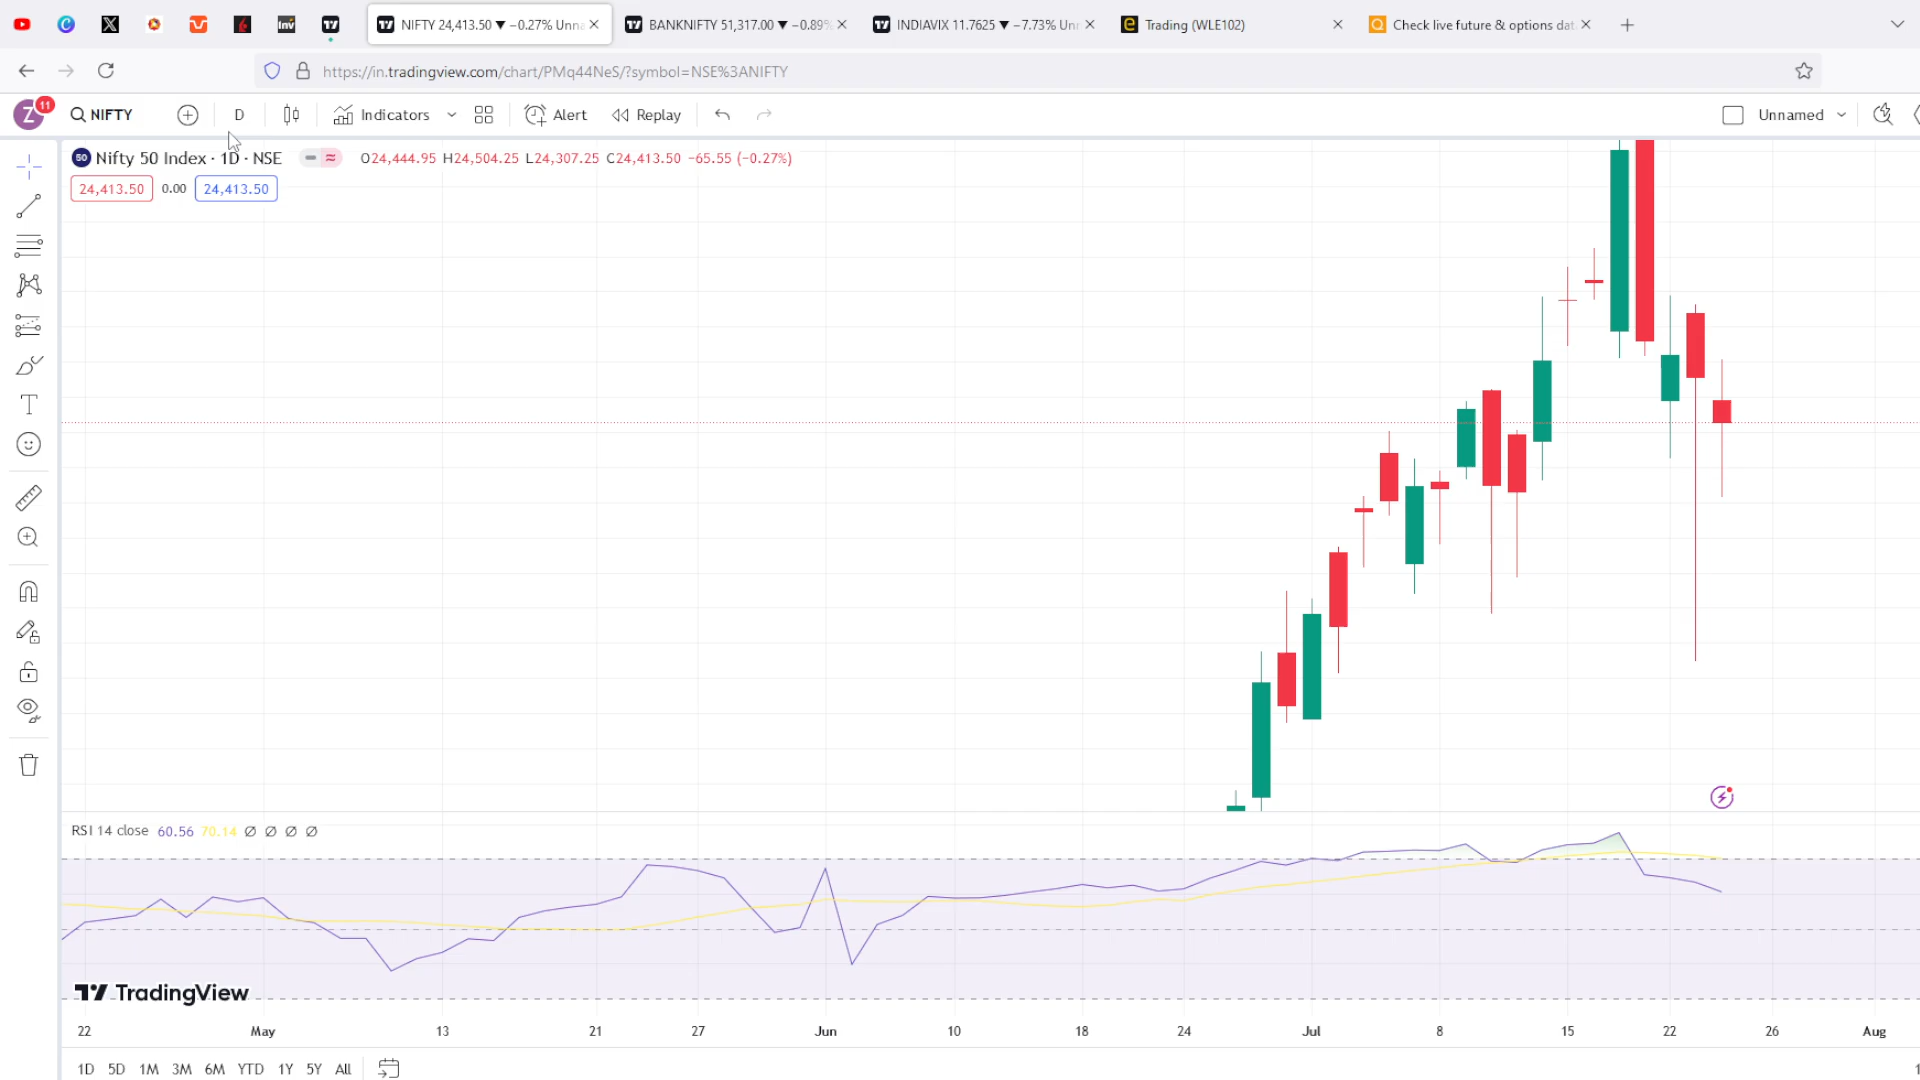 NIFTY 24,413.50 ▼ −0.27% Unna
BANKNIFTY 51,317.00 ▼ −0.89%
INDIAVIX 11.7625 ▼ −7.73% Un
Trading (WLE102)
Check live future & options dat
https://in.tradingview.com/chart/PMq44NeS/?symbol=NSE%3ANIFTY
Z 11 NIFTY D Indicators Alert Replay Unnamed
50 Nifty 50 Index · 1D · NSE O24,444.95 H24,504.25 L24,307.25 C24,413.50 −65.55 (−0.27%)
24,413.50 0.00 24,413.50
RSI 14 close 60.56 70.14 ∅ ∅ ∅ ∅
TradingView
22 May 13 21 27 Jun 10 18 24 Jul 8 15 22 26 Aug
1D 5D 1M 3M 6M YTD 1Y 5Y All